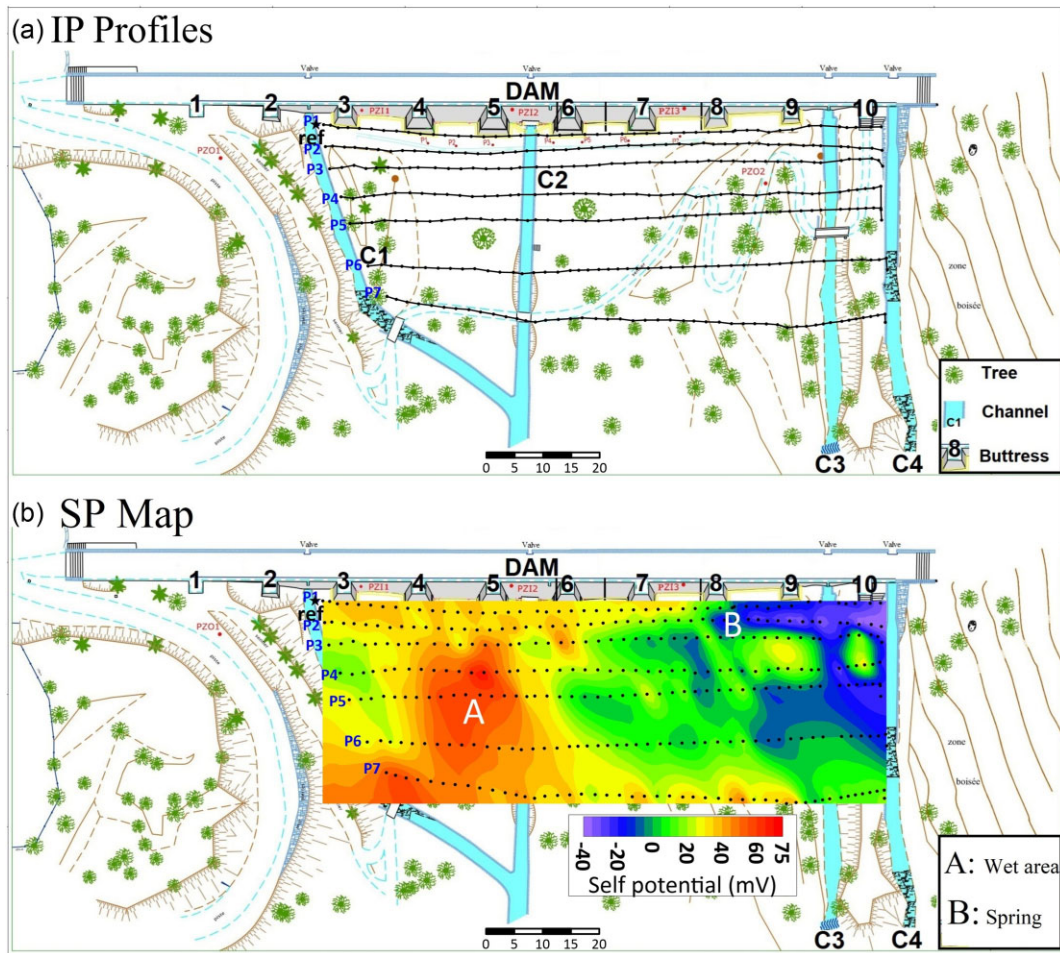 (a) IP Profiles
Valve
Valve
Valve
Valve
DAM
1
2
3
4
5
6
7
8
9
10
PZI1
PZI2
PZI3
P1
ref
P2
P3
P4
P5
P6
P7
PZO1
PZO2
C1
C2
zone
boisée
Tree
C1
Channel
8
Buttress
0 5 10 15 20
C3
C4
(b) SP Map
Valve
Valve
Valve
Valve
DAM
1
2
3
4
5
6
7
8
9
10
PZI1
PZI2
PZI3
P1
ref
P2
P3
P4
P5
P6
P7
PZO1
A
B
zone
boisée
-40 -20 0 20 40 60 75
Self potential (mV)
A: Wet area
B: Spring
0 5 10 15 20
C3
C4